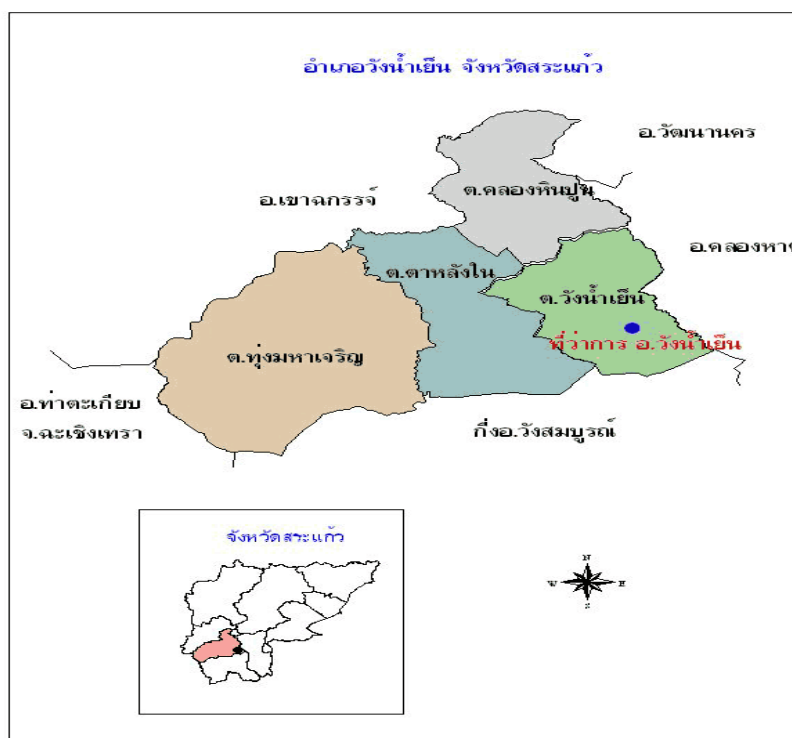 อำเภอวังน้ำเย็น จังหวัดสระแก้ว
อ.วัฒนานคร
ต.คลองหินปูน
อ.เขาฉกรรจ์
อ.คลองหาด
ต.ตาหลังใน
ต.วังน้ำเย็น
ที่ว่าการ อ.วังน้ำเย็น
ต.ทุ่งมหาเจริญ
อ.ท่าตะเกียบ
จ.ฉะเชิงเทรา
กิ่งอ.วังสมบูรณ์
จังหวัดสระแก้ว
N
W E
S